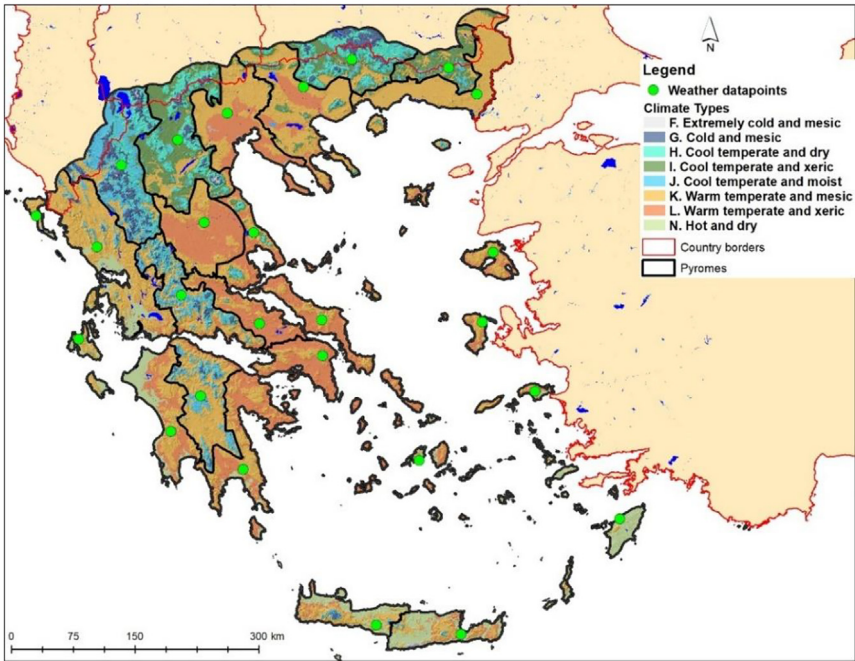 N
Legend
Weather datapoints
Climate Types
F. Extremely cold and mesic
G. Cold and mesic
H. Cool temperate and dry
I. Cool temperate and xeric
J. Cool temperate and moist
K. Warm temperate and mesic
L. Warm temperate and xeric
N. Hot and dry
Country borders
Pyromes
0 75 150 300 km